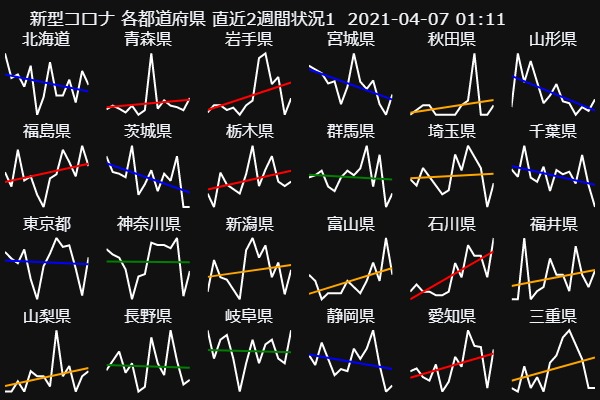 新型コロナ 各都道府県 直近2週間状況1 2021-04-07 01:11
北海道 青森県 岩手県 宮城県 秋田県 山形県
福島県 茨城県 栃木県 群馬県 埼玉県 千葉県
東京都 神奈川県 新潟県 富山県 石川県 福井県
山梨県 長野県 岐阜県 静岡県 愛知県 三重県